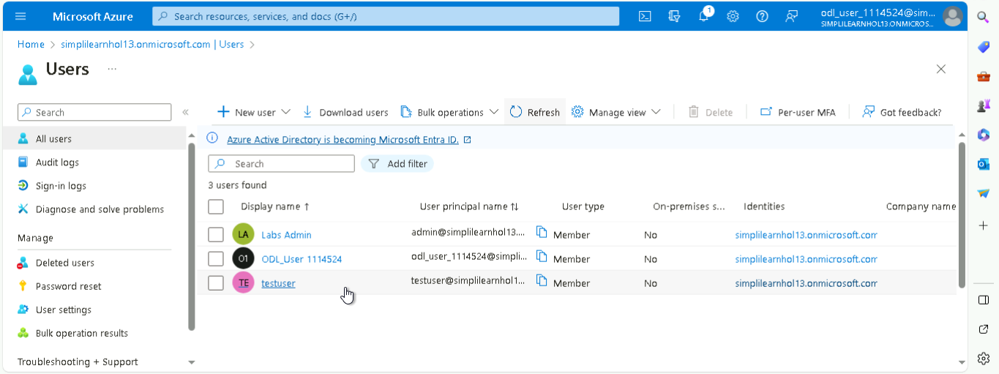 Microsoft Azure
Search resources, services, and docs (G+/)
1
odl_user_1114524@sim...
SIMPLILEARNHOL13.ONMICROS...
Home > simplilearnhol13.onmicrosoft.com | Users >
Users ...
Search «
New user Download users Bulk operations Refresh Manage view Delete Per-user MFA Got feedback?
All users
Audit logs
Sign-in logs
Diagnose and solve problems
Manage
Deleted users
Password reset
User settings
Bulk operation results
Troubleshooting + Support
Azure Active Directory is becoming Microsoft Entra ID.
Search Add filter
3 users found
Display name ↑ User principal name ↑↓ User type On-premises s... Identities Company name
LA Labs Admin admin@simplilearnhol13.... Member No simplilearnhol13.onmicrosoft.com
O1 ODL_User 1114524 odl_user_1114524@simpli... Member No simplilearnhol13.onmicrosoft.com
TE testuser testuser@simplilearnhol1... Member No simplilearnhol13.onmicrosoft.com